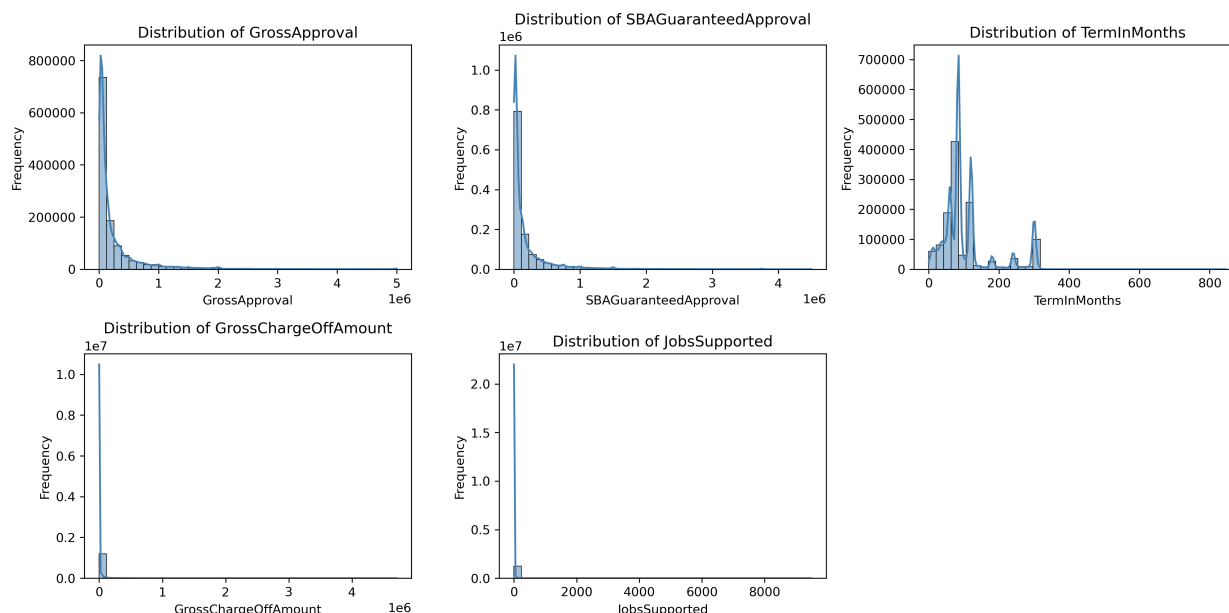 Distribution of GrossApproval
800000
600000
400000
200000
0
Frequency
0 1 2 3 4 5
1e6
GrossApproval
Distribution of SBAGuaranteedApproval
1e6
1.0
0.8
0.6
0.4
0.2
0.0
Frequency
0 1 2 3 4
1e6
SBAGuaranteedApproval
Distribution of TermInMonths
700000
600000
500000
400000
300000
200000
100000
0
Frequency
0 200 400 600 800
TermInMonths
Distribution of GrossChargeOffAmount
1e7
1.0
0.8
0.6
0.4
0.2
0.0
Frequency
0 1 2 3 4
1e6
GrossChargeOffAmount
Distribution of JobsSupported
1e7
2.0
1.5
1.0
0.5
0.0
Frequency
0 2000 4000 6000 8000
JobsSupported